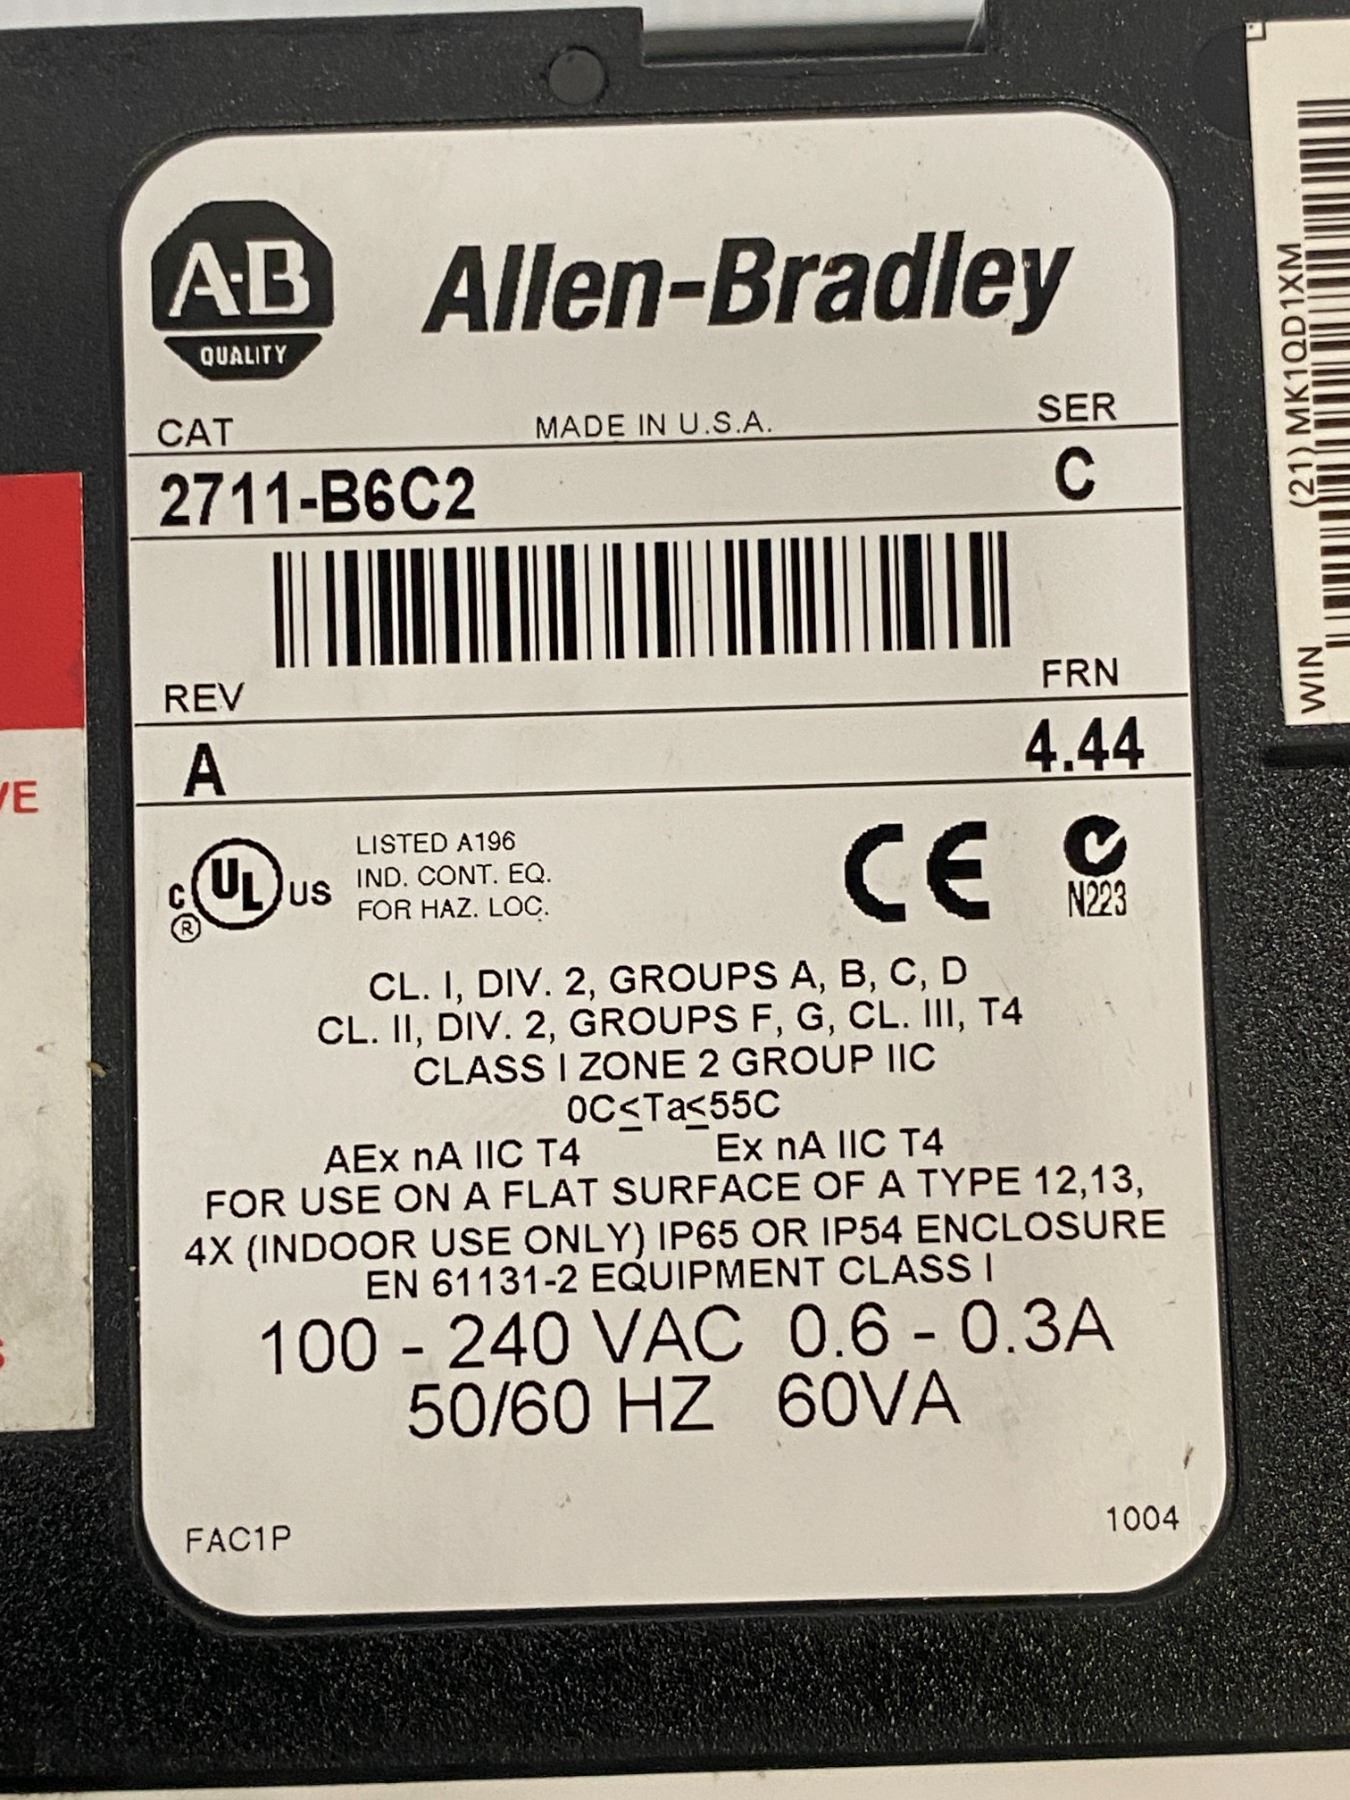 A-B
QUALITY
Allen-Bradley
CAT MADE IN U.S.A. SER
2711-B6C2 C
REV FRN
A 4.44
C UL US
®
LISTED A196
IND. CONT. EQ.
FOR HAZ. LOC.
CE
N223
CL. I, DIV. 2, GROUPS A, B, C, D
CL. II, DIV. 2, GROUPS F, G, CL. III, T4
CLASS I ZONE 2 GROUP IIC
0C≤Ta≤55C
AEx nA IIC T4 Ex nA IIC T4
FOR USE ON A FLAT SURFACE OF A TYPE 12,13,
4X (INDOOR USE ONLY) IP65 OR IP54 ENCLOSURE
EN 61131-2 EQUIPMENT CLASS I
100 - 240 VAC 0.6 - 0.3A
50/60 HZ 60VA
FAC1P 1004
(21) MK1QD1XM
WIN
VE
S